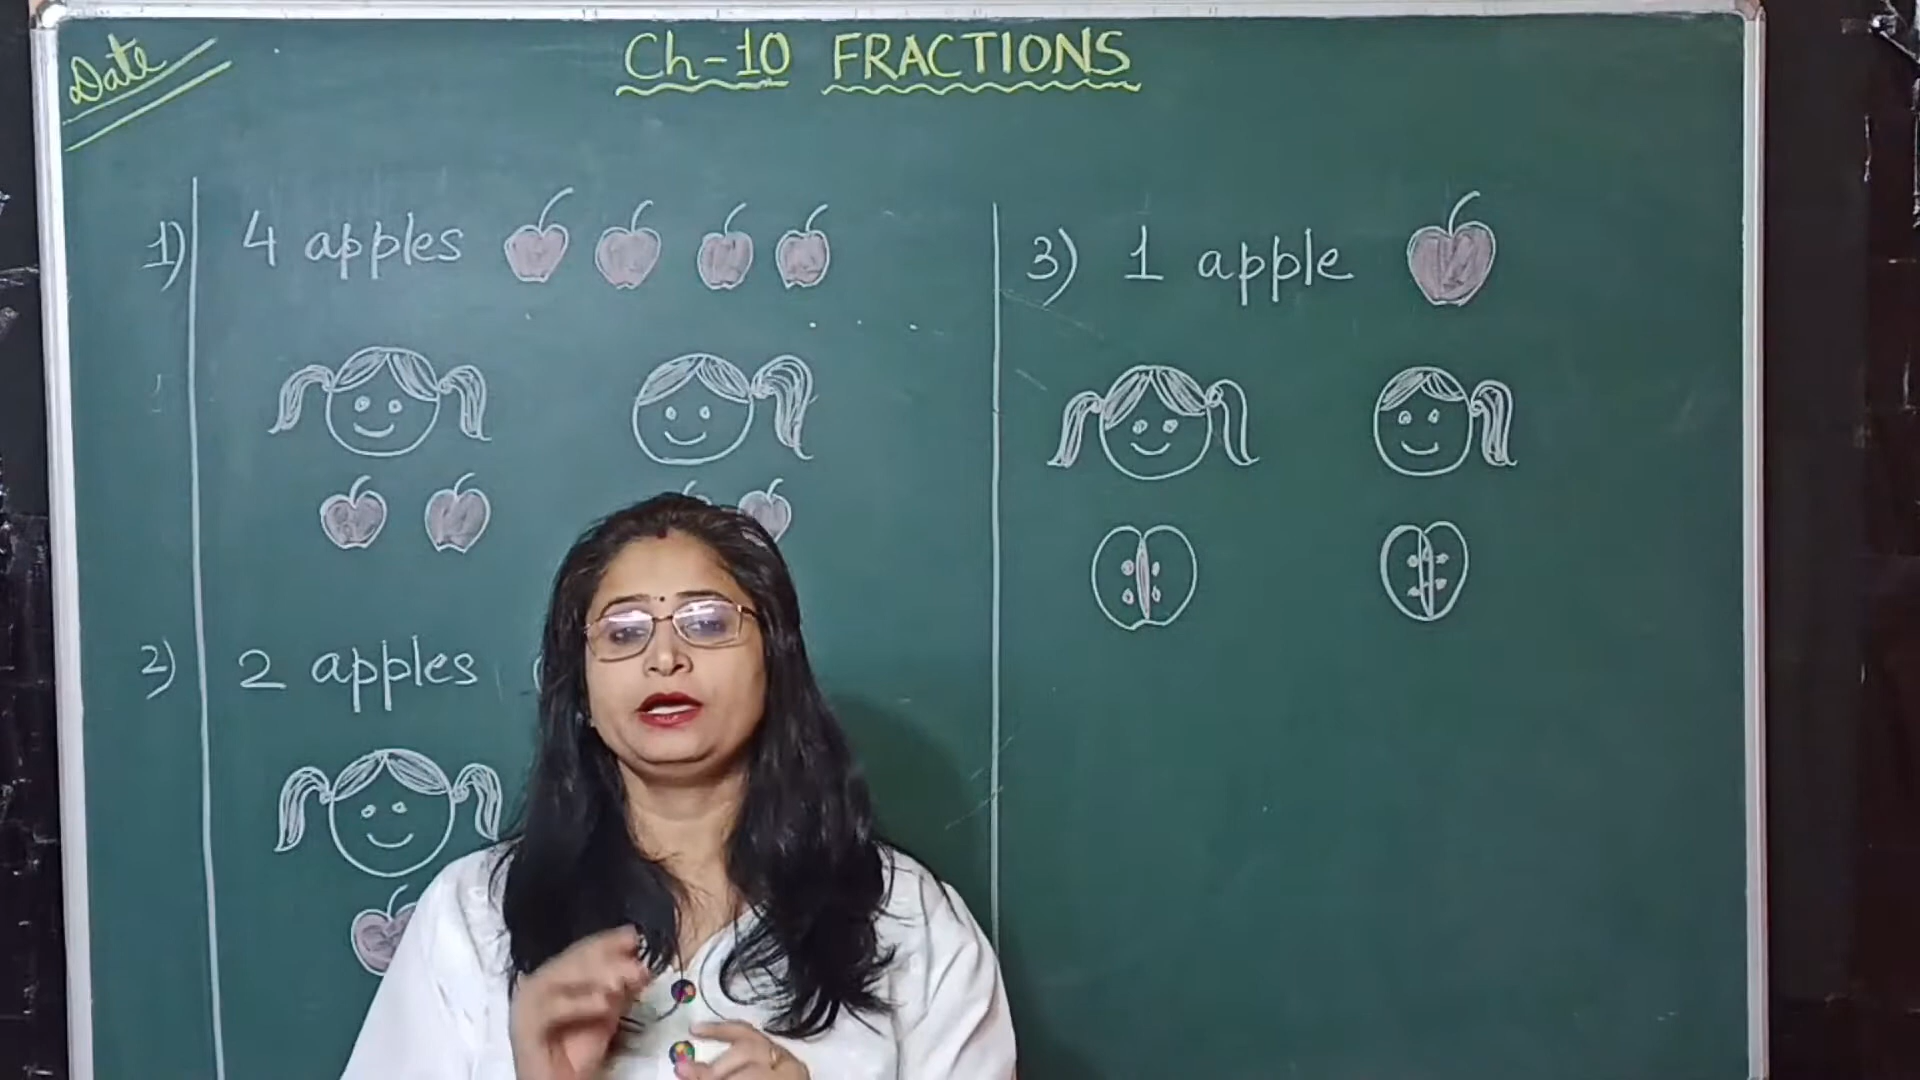 Date
Ch-10 FRACTIONS
1) 4 apples
2) 2 apples
3) 1 apple